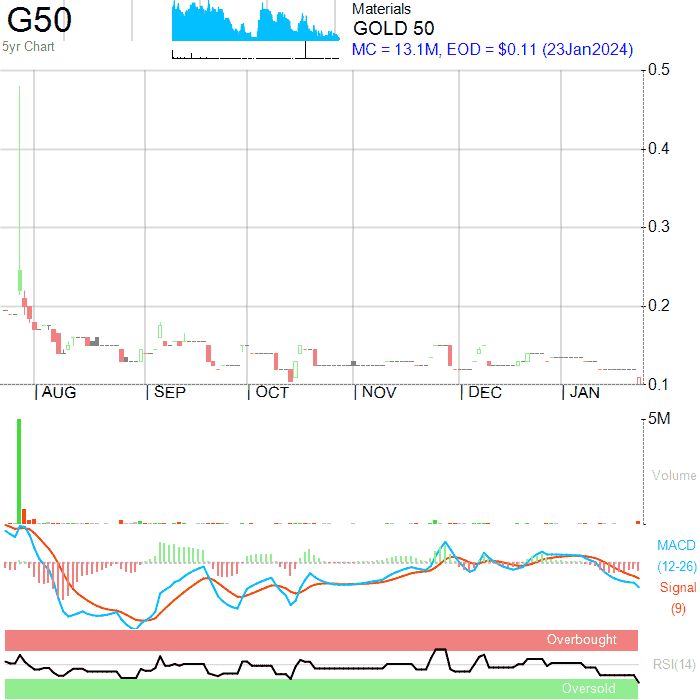 G50
5yr Chart
Materials
GOLD 50
MC = 13.1M, EOD = $0.11 (23Jan2024)
0.5
0.4
0.3
0.2
0.1
AUG SEP OCT NOV DEC JAN
5M
Volume
MACD
(12-26)
Signal
(9)
Overbought
RSI(14)
Oversold